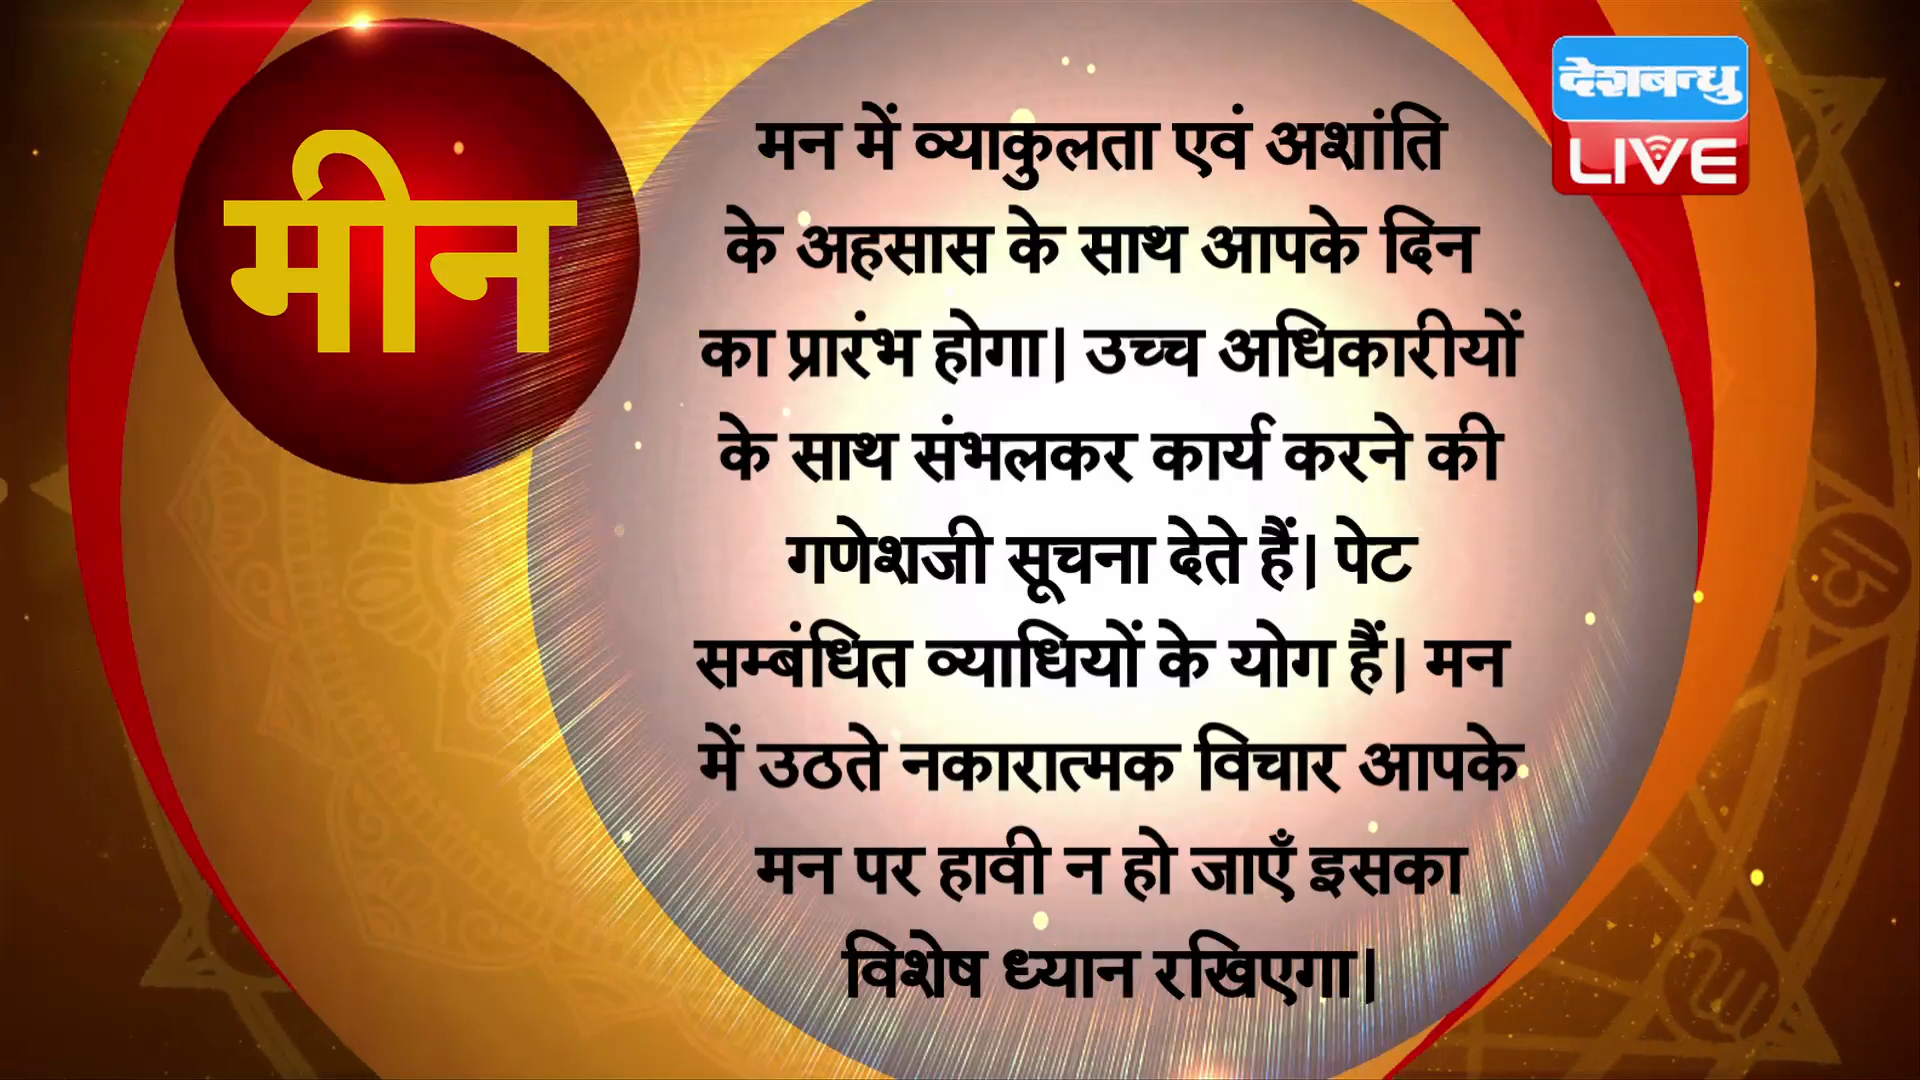 मीन
देशबन्धु
LIVE
मन में व्याकुलता एवं अशांति
के अहसास के साथ आपके दिन
का प्रारंभ होगा| उच्च अधिकारीयों
के साथ संभलकर कार्य करने की
गणेशजी सूचना देते हैं| पेट
सम्बंधित व्याधियों के योग हैं| मन
में उठते नकारात्मक विचार आपके
मन पर हावी न हो जाएँ इसका
विशेष ध्यान रखिएगा|